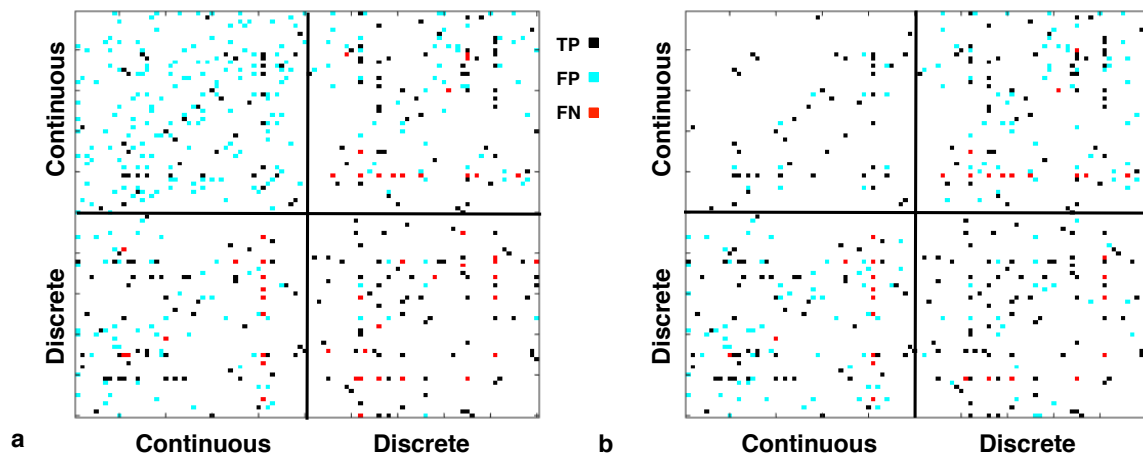 Continuous
Discrete
TP
FP
FN
Continuous
Discrete
a
Continuous
Discrete
b
Continuous
Discrete